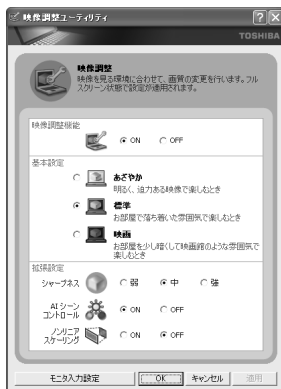 映像調整ユーティリティ
TOSHIBA
映像調整
映像を見る環境に合わせて、画質の変更を行います。フル
スクリーン状態で設定が適用されます。
映像調整機能
ON OFF
基本設定
あざやか
明るく、迫力ある映像で楽しむとき
標準
お部屋で落ち着いた雰囲気で楽しむとき
映画
お部屋を少し暗くして映画館のような雰囲気で
楽しむとき
拡張設定
シャープネス 弱 中 強
AIシーン
コントロール ON OFF
ノンリニア
スケーリング ON OFF
モニタ入力設定 OK キャンセル 適用